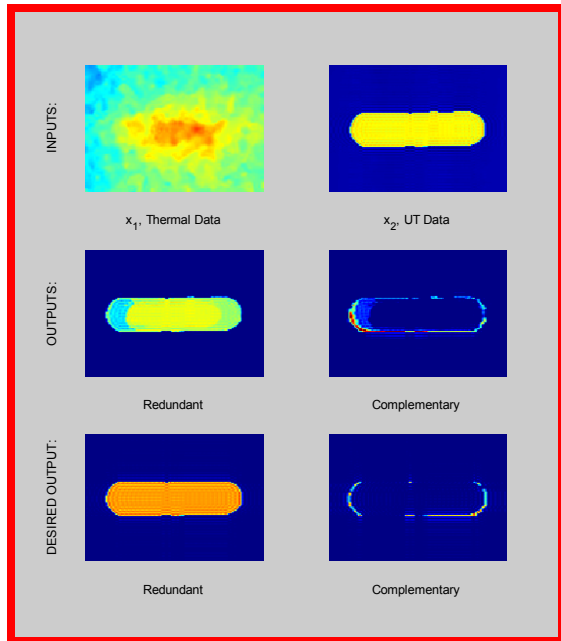 INPUTS:
x1, Thermal Data
x2, UT Data
OUTPUTS:
Redundant
Complementary
DESIRED OUTPUT:
Redundant
Complementary